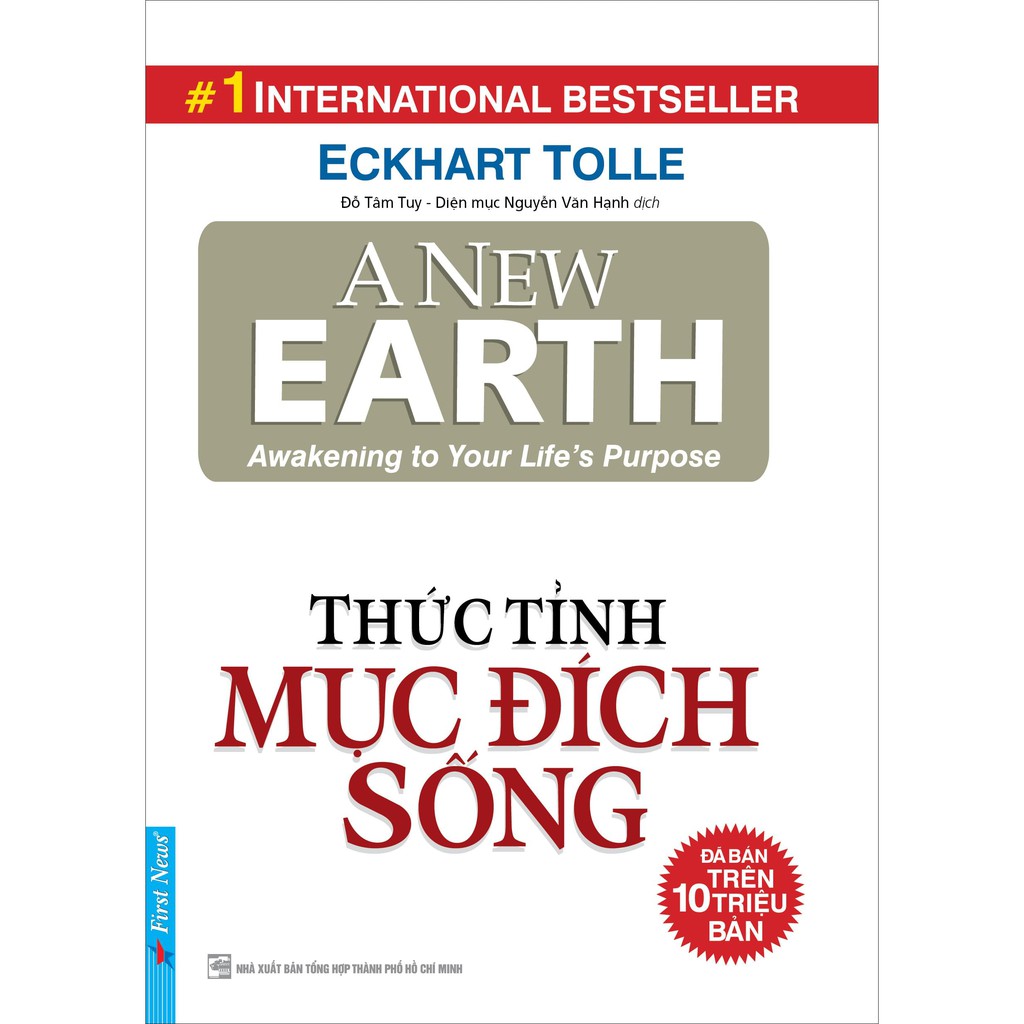 #1 INTERNATIONAL BESTSELLER
ECKHART TOLLE
Đỗ Tâm Tuy - Diện mục Nguyễn Văn Hạnh dịch
A NEW
EARTH
Awakening to Your Life's Purpose
THỨC TỈNH
MỤC ĐÍCH
SỐNG
ĐÃ BÁN
TRÊN
10 TRIỆU
BẢN
First News®
NHÀ XUẤT BẢN TỔNG HỢP THÀNH PHỐ HỒ CHÍ MINH